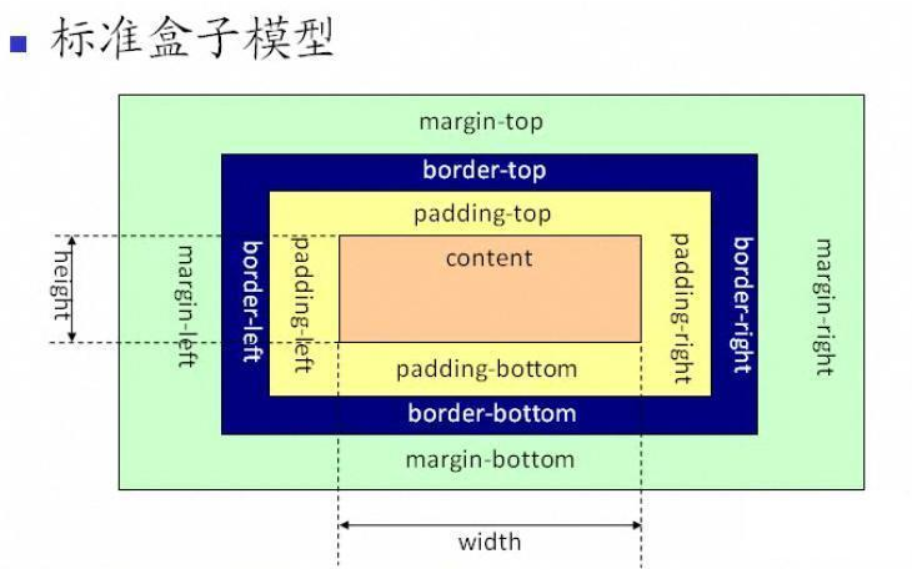 标准盒子模型
margin-top
border-top
padding-top
content
height
margin-left
border-left
padding-left
padding-right
border-right
margin-right
padding-bottom
border-bottom
margin-bottom
width